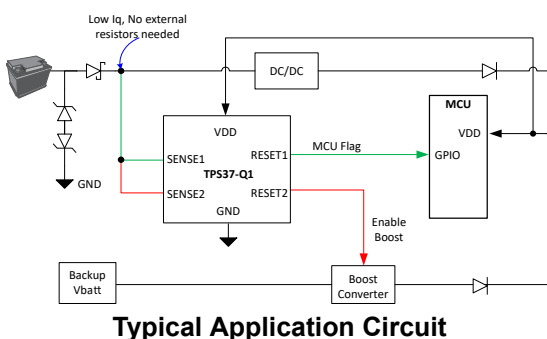 Low Iq, No external
resistors needed
DC/DC
MCU
VDD
VDD
GPIO
MCU Flag
RESET1
SENSE1
TPS37-Q1
SENSE2
RESET2
GND
GND
Enable
Boost
Backup
Vbatt
Boost
Converter
Typical Application Circuit